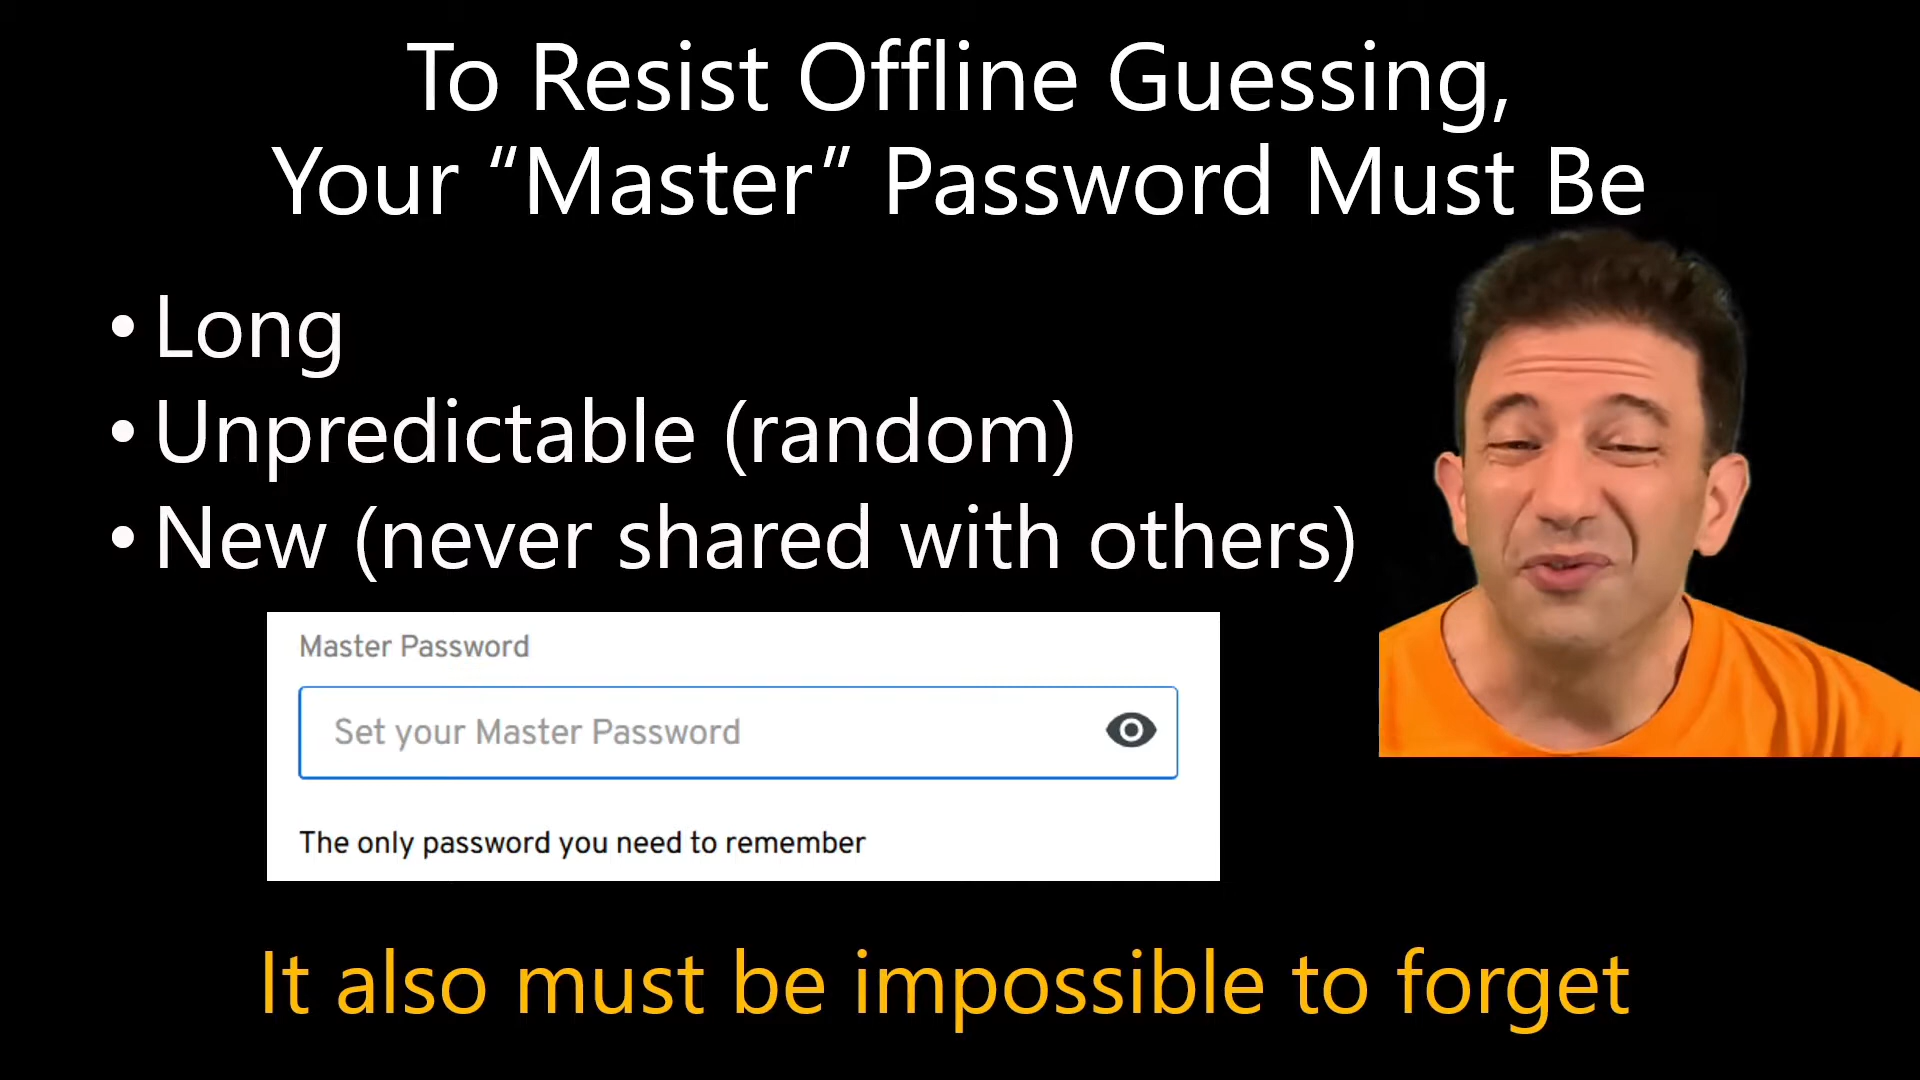 To Resist Offline Guessing,
Your “Master” Password Must Be
• Long
• Unpredictable (random)
• New (never shared with others)
Master Password
Set your Master Password
The only password you need to remember
It also must be impossible to forget